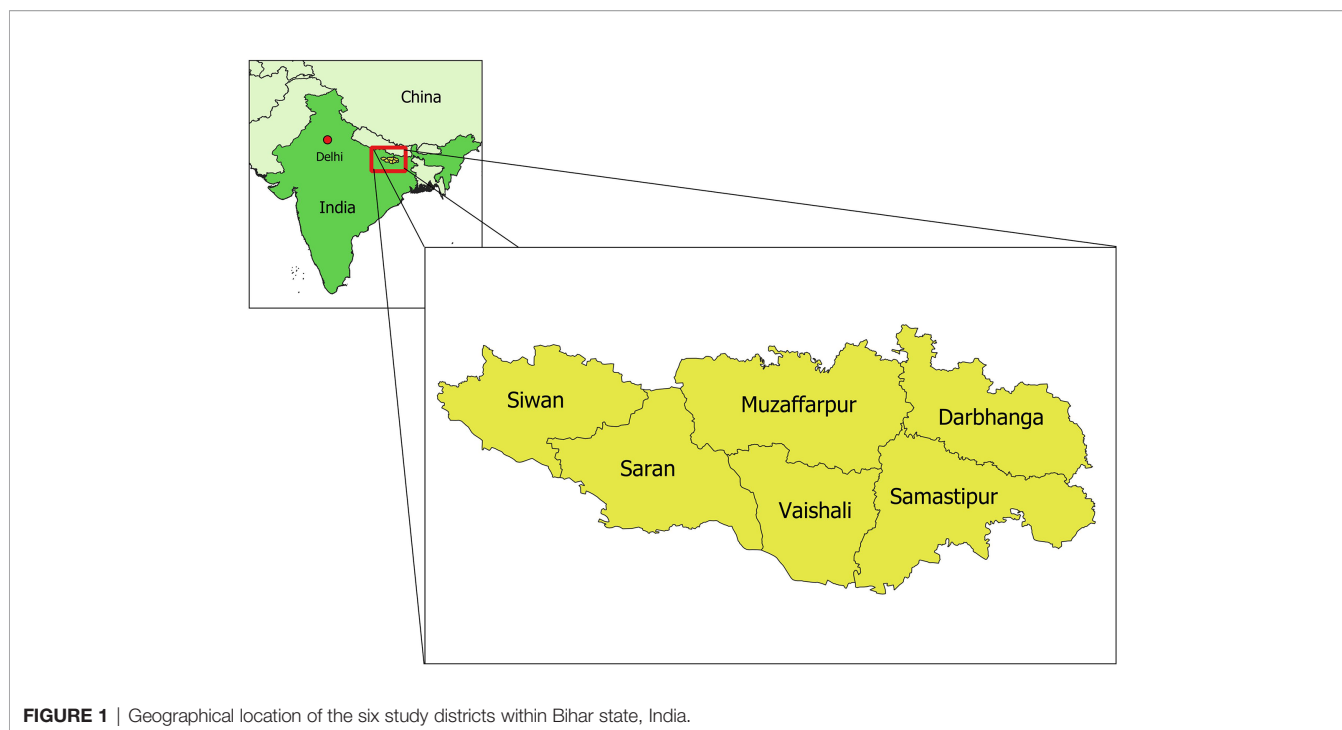 China
Delhi
India
Siwan
Muzaffarpur
Darbhanga
Saran
Vaishali
Samastipur
FIGURE 1 | Geographical location of the six study districts within Bihar state, India.